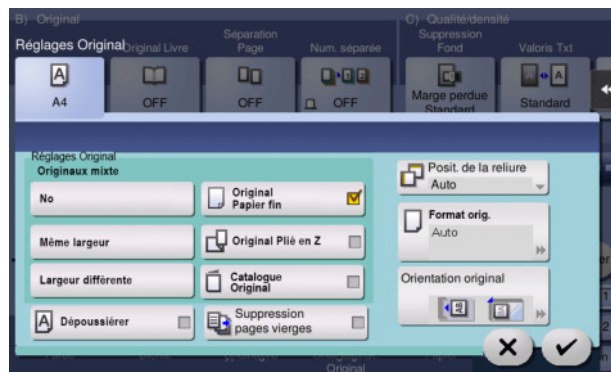 B) Original
C) Qualité/densité
Réglages Original
Original Livre
Séparation
Page
Num. séparée
Suppression
Fond
Valoris Txt
A4
OFF
OFF
OFF
Marge perdue
Standard
Standard
Réglages Original
Originaux mixte
No
Même largeur
Largeur différente
Dépoussiérer
Original
Papier fin
Original Plié en Z
Catalogue
Original
Suppression
pages vierges
Posit. de la reliure
Auto
Format orig.
Auto
Orientation original
Original